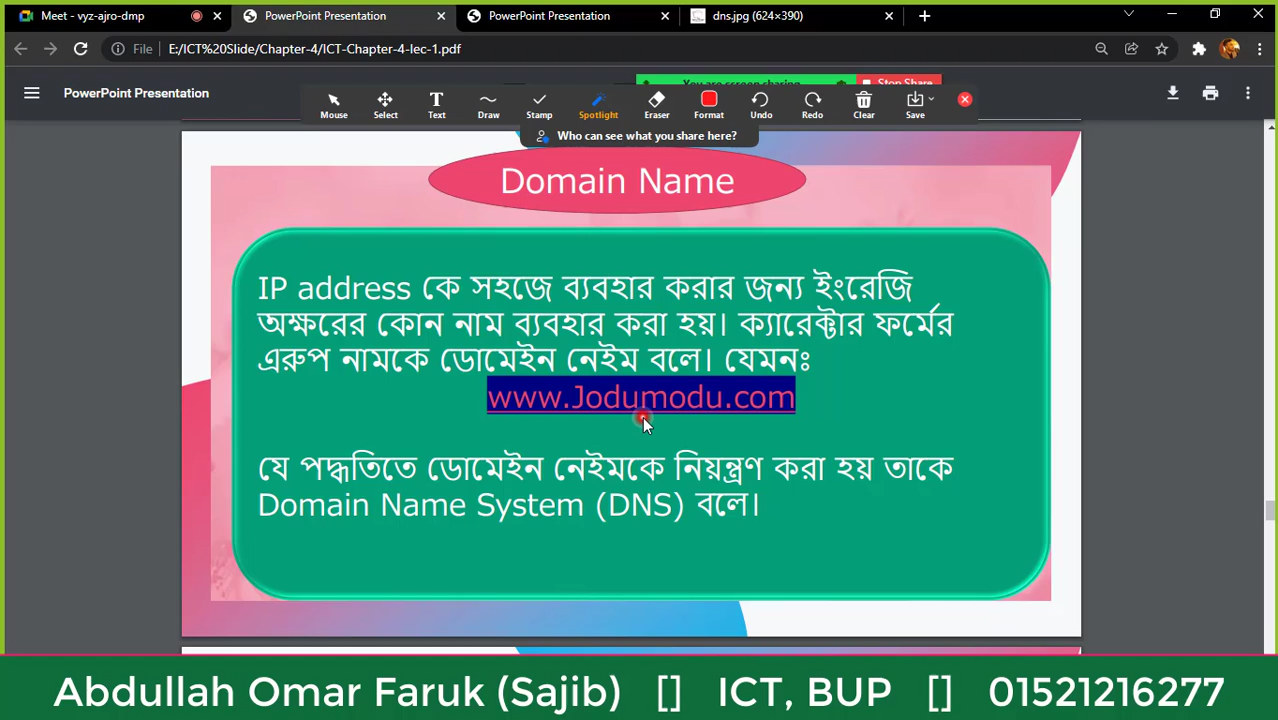 Meet - vyz-ajro-dmp
PowerPoint Presentation
PowerPoint Presentation
dns.jpg (624×390)
File
E:/ICT%20Slide/Chapter-4/ICT-Chapter-4-lec-1.pdf
PowerPoint Presentation
You are screen sharing
Stop Share
Mouse
Select
Text
Draw
Stamp
Spotlight
Eraser
Format
Undo
Redo
Clear
Save
Who can see what you share here?
Domain Name
IP address কে সহজে ব্যবহার করার জন্য ইংরেজি
অক্ষরের কোন নাম ব্যবহার করা হয়। ক্যারেক্টার ফর্মের
এরুপ নামকে ডোমেইন নেইম বলে। যেমনঃ
www.Jodumodu.com
যে পদ্ধতিতে ডোমেইন নেইমকে নিয়ন্ত্রণ করা হয় তাকে
Domain Name System (DNS) বলে।
Abdullah Omar Faruk (Sajib) [] ICT, BUP [] 01521216277